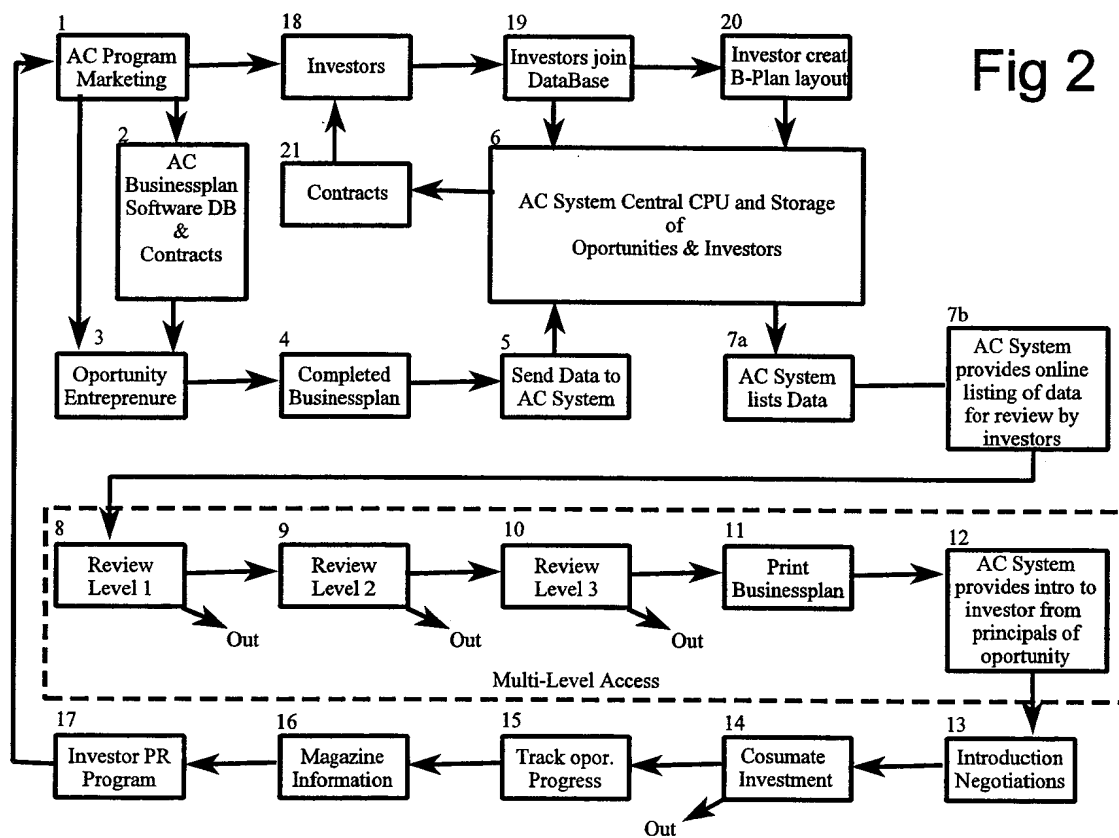 Fig 2
1
AC Program
Marketing
18
Investors
19
Investors join
DataBase
20
Investor creat
B-Plan layout
2
AC
Businessplan
Software DB
&
Contracts
21
Contracts
6
AC System Central CPU and Storage
of
Oportunities & Investors
3
Oportunity
Entreprenure
4
Completed
Businessplan
5
Send Data to
AC System
7a
AC System
lists Data
7b
AC System
provides online
listing of data
for review by
investors
8
Review
Level 1
Out
9
Review
Level 2
Out
10
Review
Level 3
Out
11
Print
Businessplan
12
AC System
provides intro to
investor from
principals of
oportunity
Multi-Level Access
17
Investor PR
Program
16
Magazine
Information
15
Track opor.
Progress
14
Cosumate
Investment
Out
13
Introduction
Negotiations